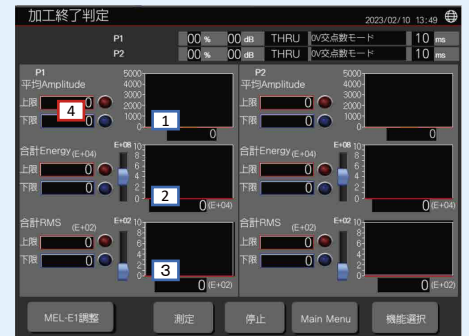 加工終了判定
2023/02/10 13:49
P1 00 % 00 dB THRU 0V交点数モード 10 ms
P2 00 % 00 dB THRU 0V交点数モード 10 ms
P1
平均Amplitude
上限 0
下限 0
4
5000
4000
3000
2000
1000
0
1
0
合計Energy (E+04)
上限 0
下限 0
E+08 10
8
6
4
2
0
2
0 (E+04)
合計RMS (E+02)
上限 0
下限 0
E+02 10
8
6
4
2
0
3
0 (E+02)
P2
平均Amplitude
上限 0
下限 0
5000
4000
3000
2000
1000
0
0
合計Energy (E+04)
上限 0
下限 0
E+08 10
8
6
4
2
0
0 (E+04)
合計RMS (E+02)
上限 0
下限 0
E+02 10
8
6
4
2
0
0 (E+02)
MEL-E1調整 測定 停止 Main Menu 機能選択